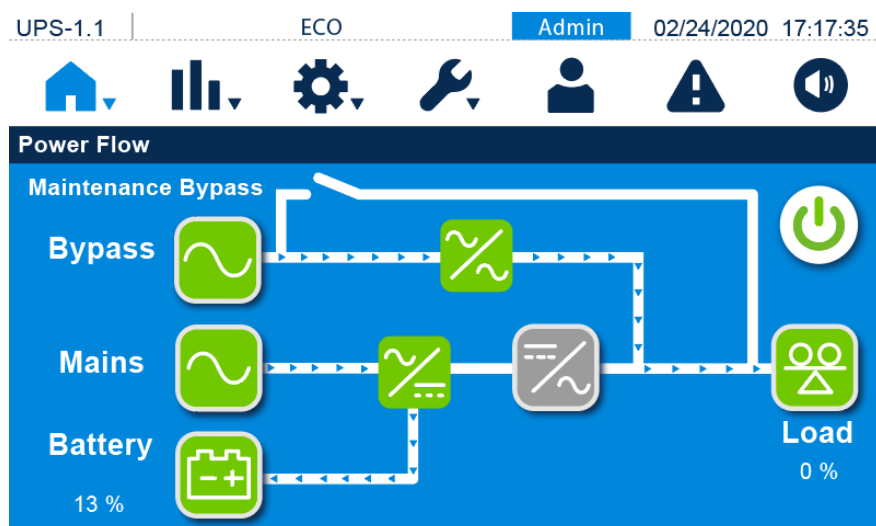 UPS-1.1 ECO Admin 02/24/2020 17:17:35
Power Flow
Maintenance Bypass
Bypass
Mains
Battery
13 %
Load
0 %